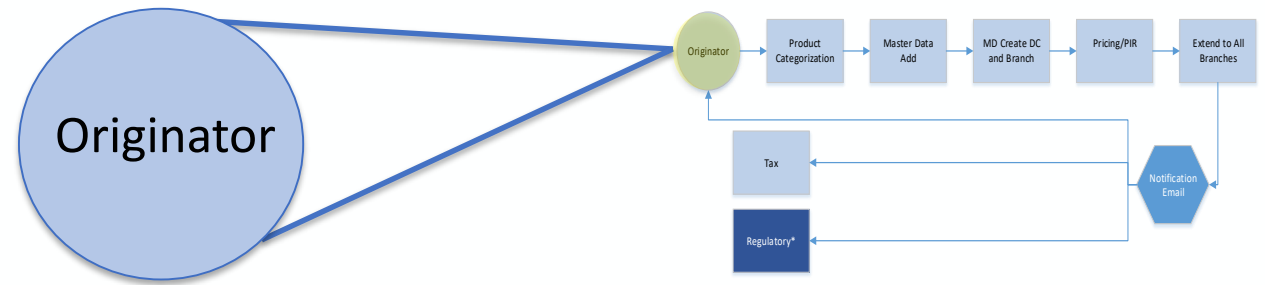 Originator
Originator
Product
Categorization
Master Data
Add
MD Create DC
and Branch
Pricing/PIR
Extend to All
Branches
Tax
Notification
Email
Regulatory*